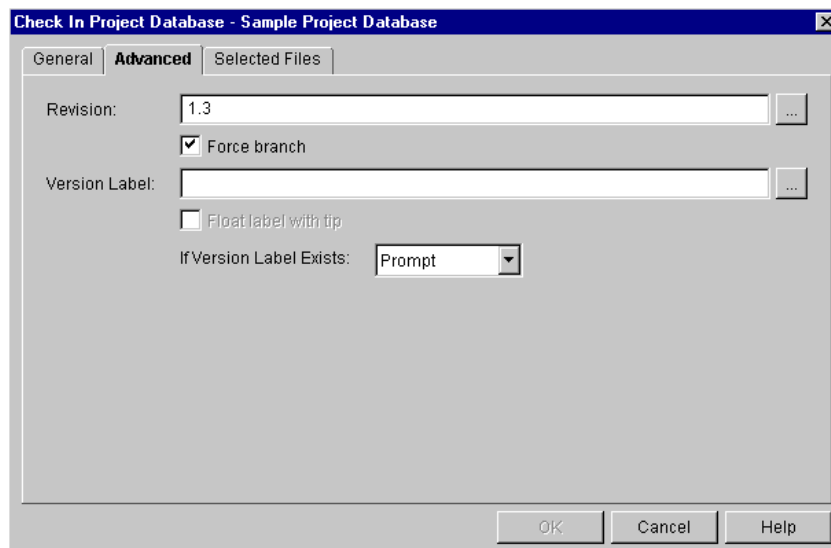 Check In Project Database - Sample Project Database
General Advanced Selected Files
Revision: 1.3 ...
Force branch
Version Label: ...
Float label with tip
If Version Label Exists: Prompt
OK Cancel Help